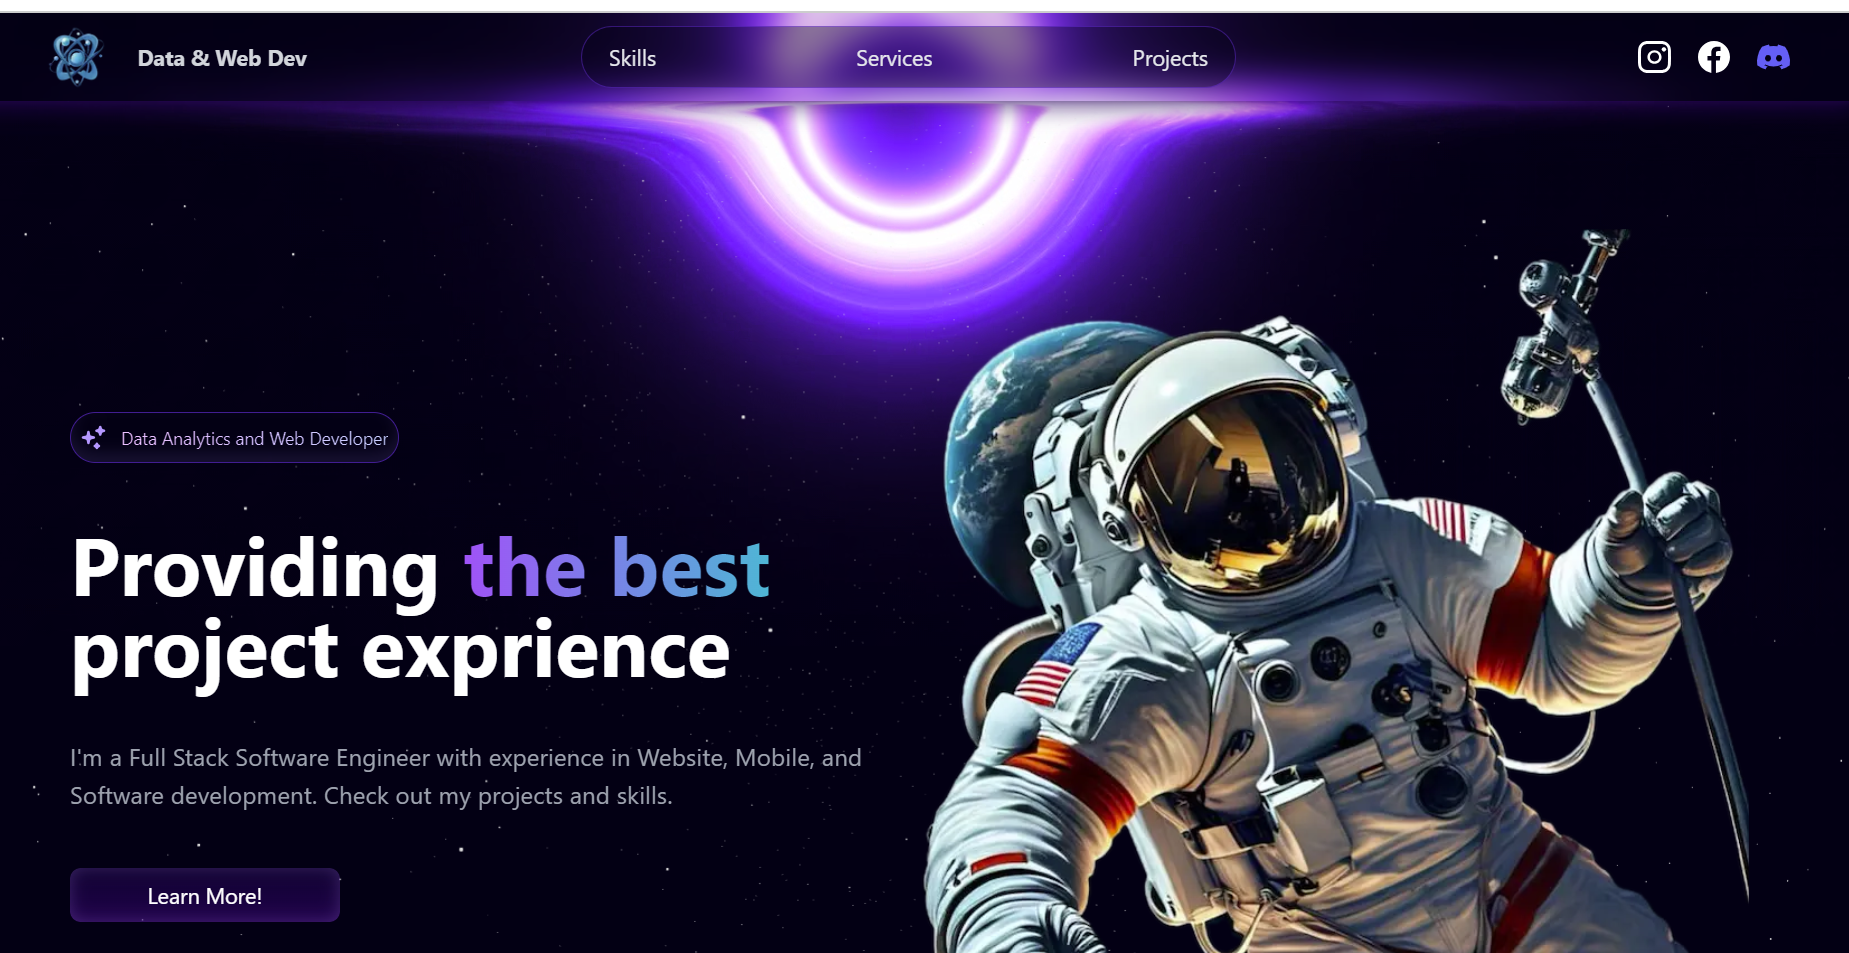 Data & Web Dev
Skills
Services
Projects
Data Analytics and Web Developer
Providing the best
project exprience
I'm a Full Stack Software Engineer with experience in Website, Mobile, and
Software development. Check out my projects and skills.
Learn More!